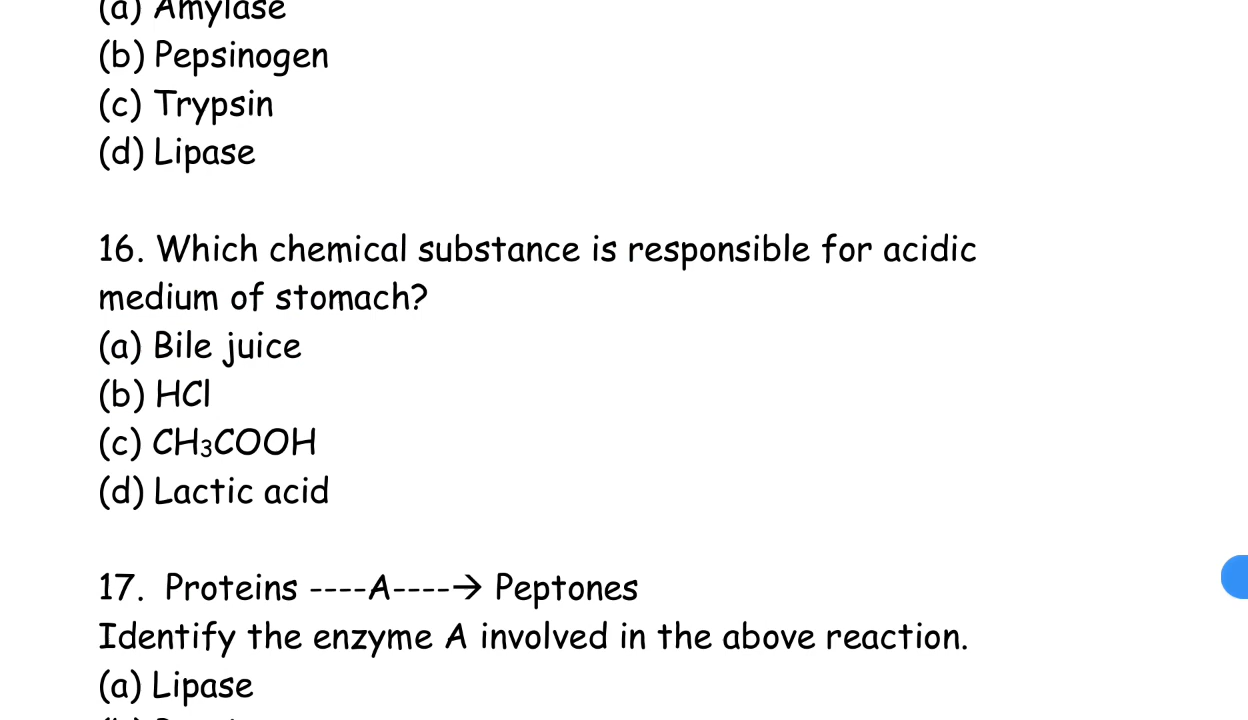 (a) Amylase
(b) Pepsinogen
(c) Trypsin
(d) Lipase
16. Which chemical substance is responsible for acidic
medium of stomach?
(a) Bile juice
(b) HCl
(c) CH₃COOH
(d) Lactic acid
17. Proteins ----A----→ Peptones
Identify the enzyme A involved in the above reaction.
(a) Lipase